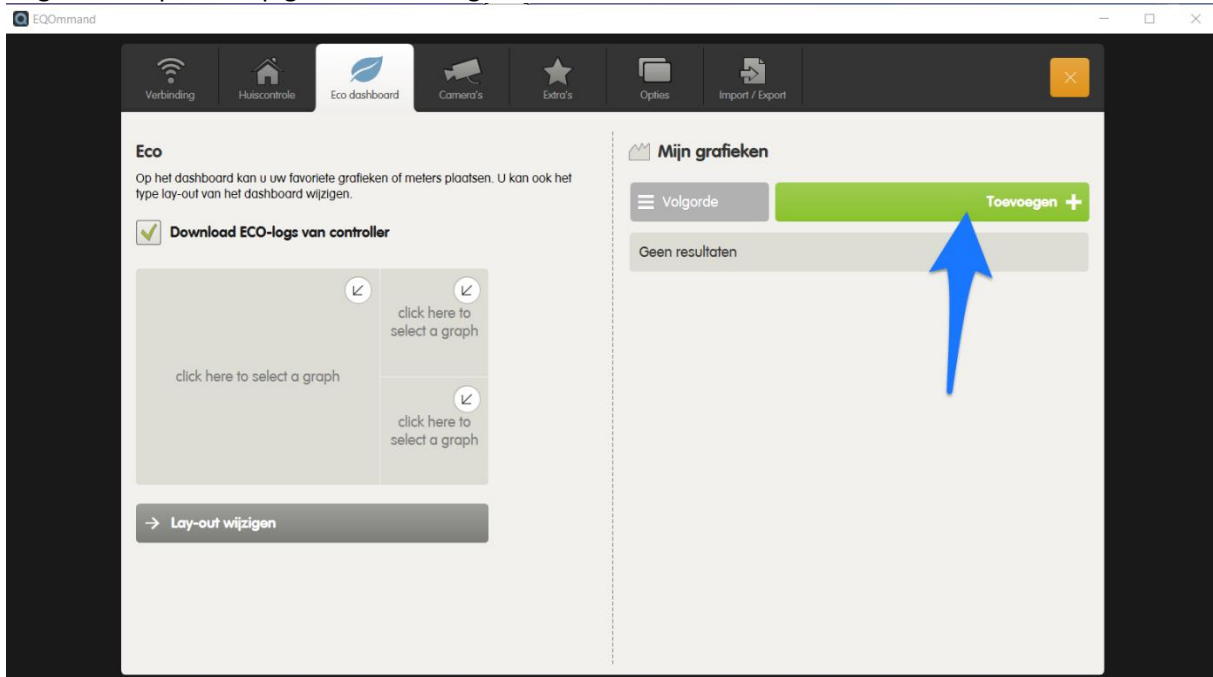 EQOmmand
Verbinding
Huiscontrole
Eco dashboard
Camera's
Extra's
Opties
Import / Export
Eco
Op het dashboard kan u uw favoriete grafieken of meters plaatsen. U kan ook het
type lay-out van het dashboard wijzigen.
Download ECO-logs van controller
click here to select a graph
click here to
select a graph
click here to
select a graph
Lay-out wijzigen
Mijn grafieken
Volgorde
Toevoegen
Geen resultaten